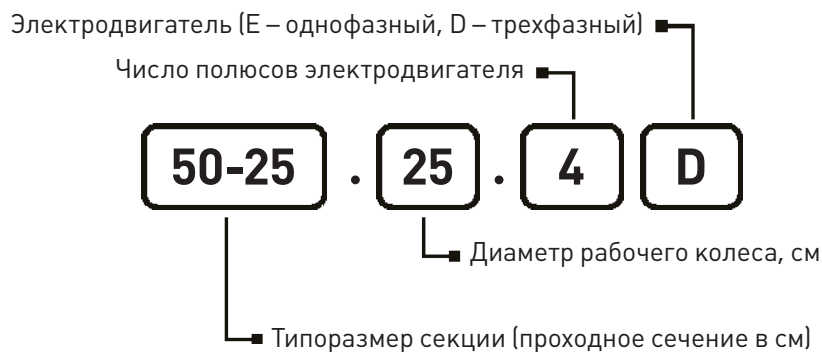 Электродвигатель (Е – однофазный, D – трехфазный)
Число полюсов электродвигателя
50-25 . 25 . 4 D
Диаметр рабочего колеса, см
Типоразмер секции (проходное сечение в см)